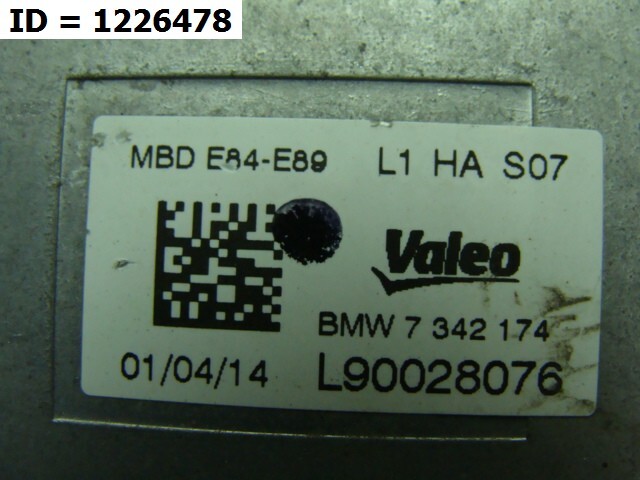 ID = 1226478
MBD E84-E89 L1 HA S07
Valeo
BMW 7 342 174
01/04/14 L90028076